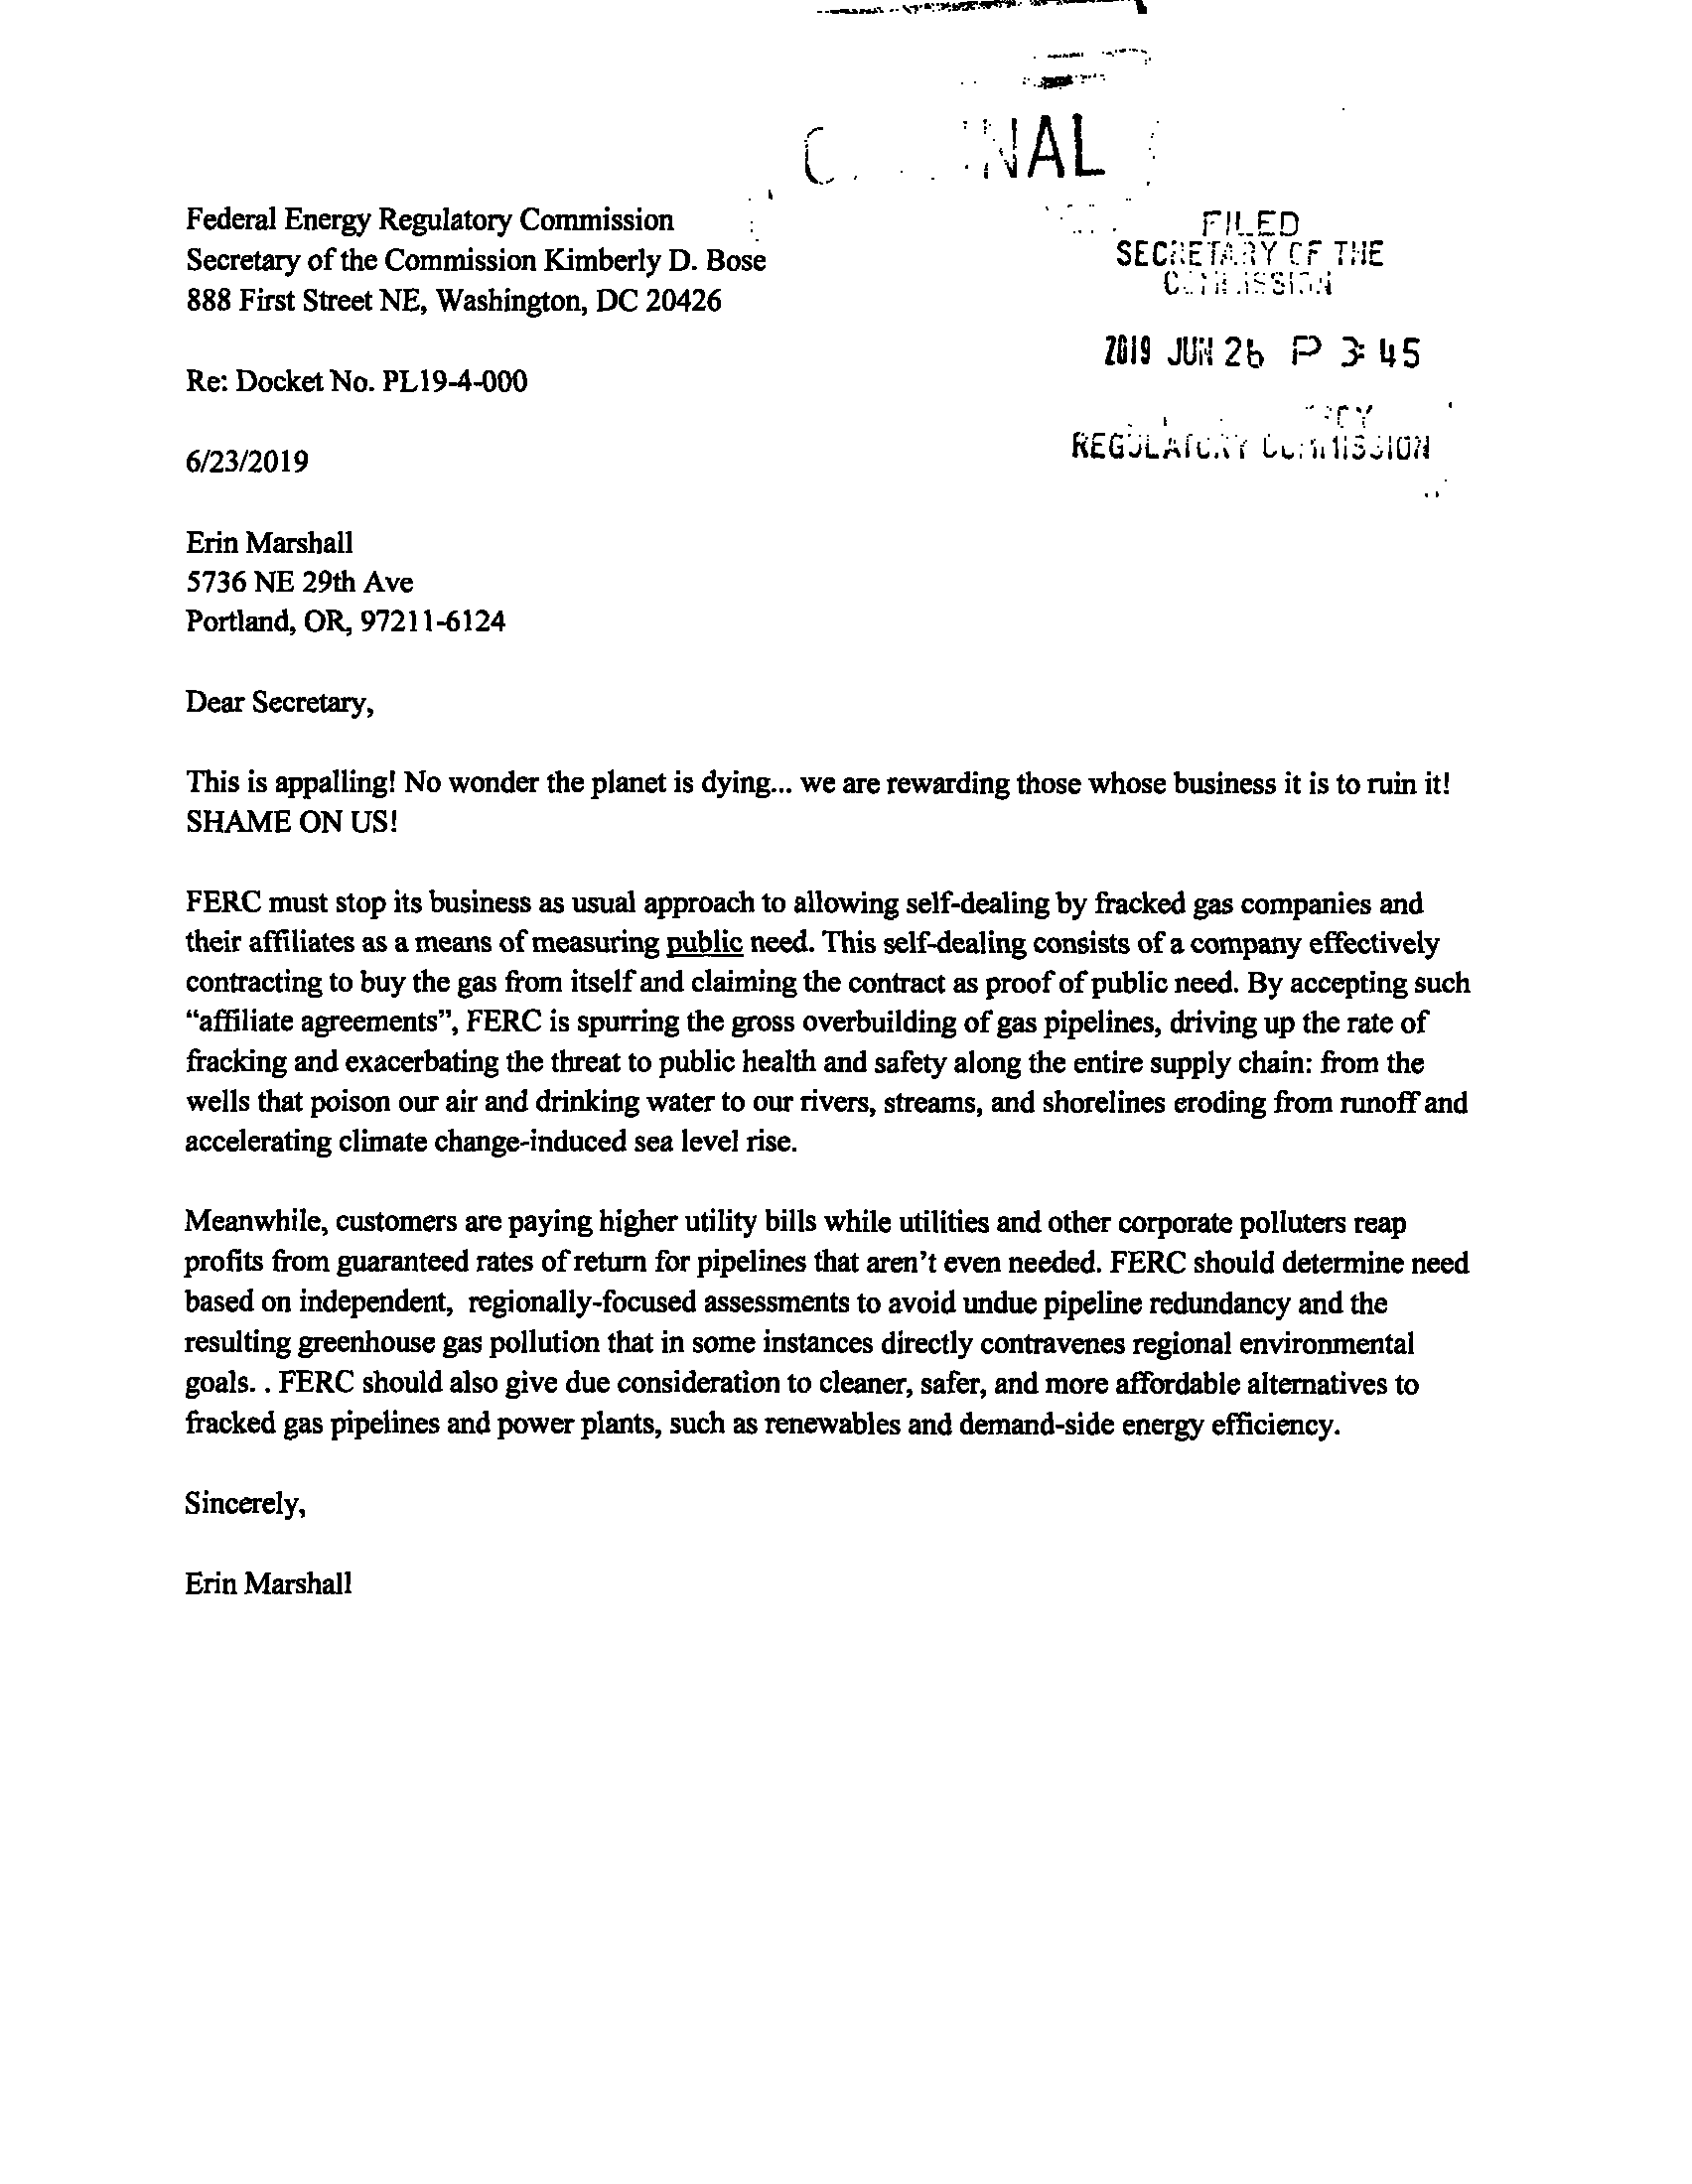 Federal Energy Regulatory Commission
Secretary of the Commission Kimberly D. Bose
888 First Street NE, Washington, DC 20426
FILED
SECRETARY OF THE
COMMISSION
2019 JUN 26 P 3:45
REGULATORY COMMISSION
Re: Docket No. PL19-4-000
6/23/2019
Erin Marshall
5736 NE 29th Ave
Portland, OR, 97211-6124
Dear Secretary,
This is appalling! No wonder the planet is dying... we are rewarding those whose business it is to ruin it!
SHAME ON US!
FERC must stop its business as usual approach to allowing self-dealing by fracked gas companies and
their affiliates as a means of measuring public need. This self-dealing consists of a company effectively
contracting to buy the gas from itself and claiming the contract as proof of public need. By accepting such
“affiliate agreements”, FERC is spurring the gross overbuilding of gas pipelines, driving up the rate of
fracking and exacerbating the threat to public health and safety along the entire supply chain: from the
wells that poison our air and drinking water to our rivers, streams, and shorelines eroding from runoff and
accelerating climate change-induced sea level rise.
Meanwhile, customers are paying higher utility bills while utilities and other corporate polluters reap
profits from guaranteed rates of return for pipelines that aren’t even needed. FERC should determine need
based on independent,  regionally-focused assessments to avoid undue pipeline redundancy and the
resulting greenhouse gas pollution that in some instances directly contravenes regional environmental
goals. . FERC should also give due consideration to cleaner, safer, and more affordable alternatives to
fracked gas pipelines and power plants, such as renewables and demand-side energy efficiency.
Sincerely,
Erin Marshall